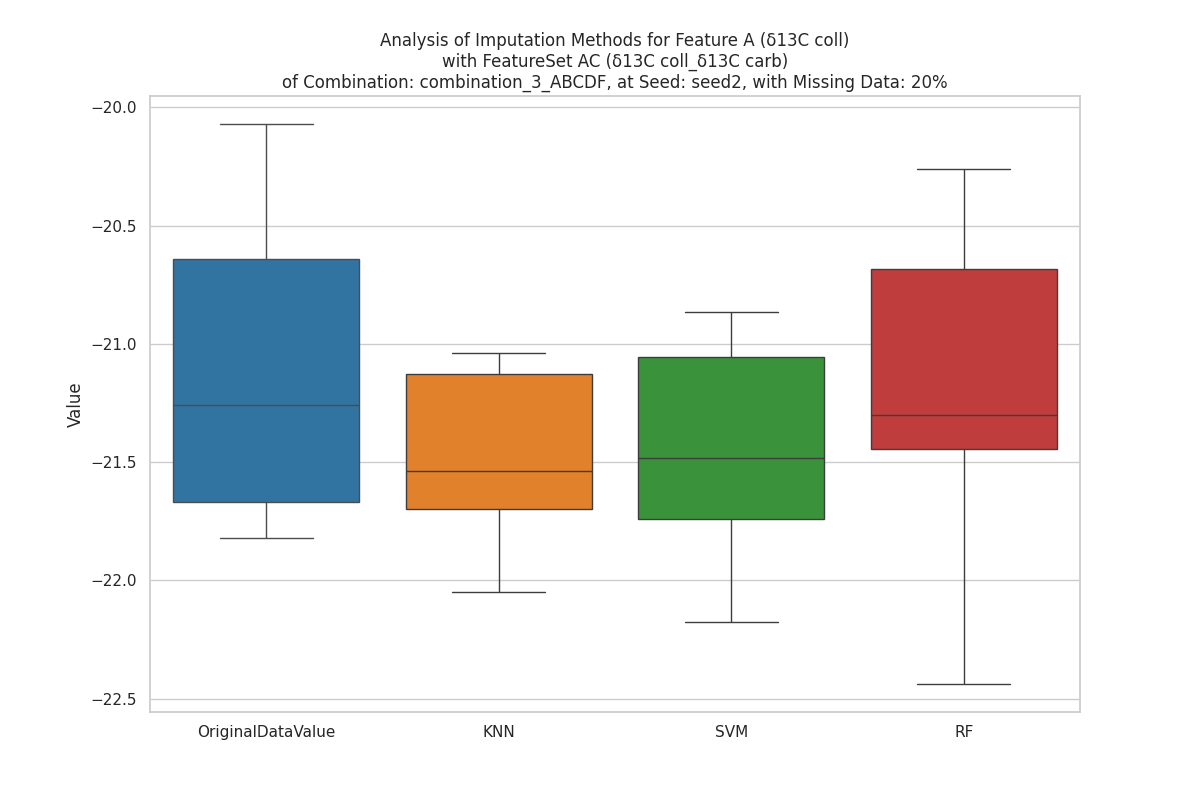 Analysis of Imputation Methods for Feature A (δ13C coll)
with FeatureSet AC (δ13C coll_δ13C carb)
of Combination: combination_3_ABCDF, at Seed: seed2, with Missing Data: 20%
−20.0
−20.5
−21.0
−21.5
−22.0
−22.5
Value
OriginalDataValue
KNN
SVM
RF